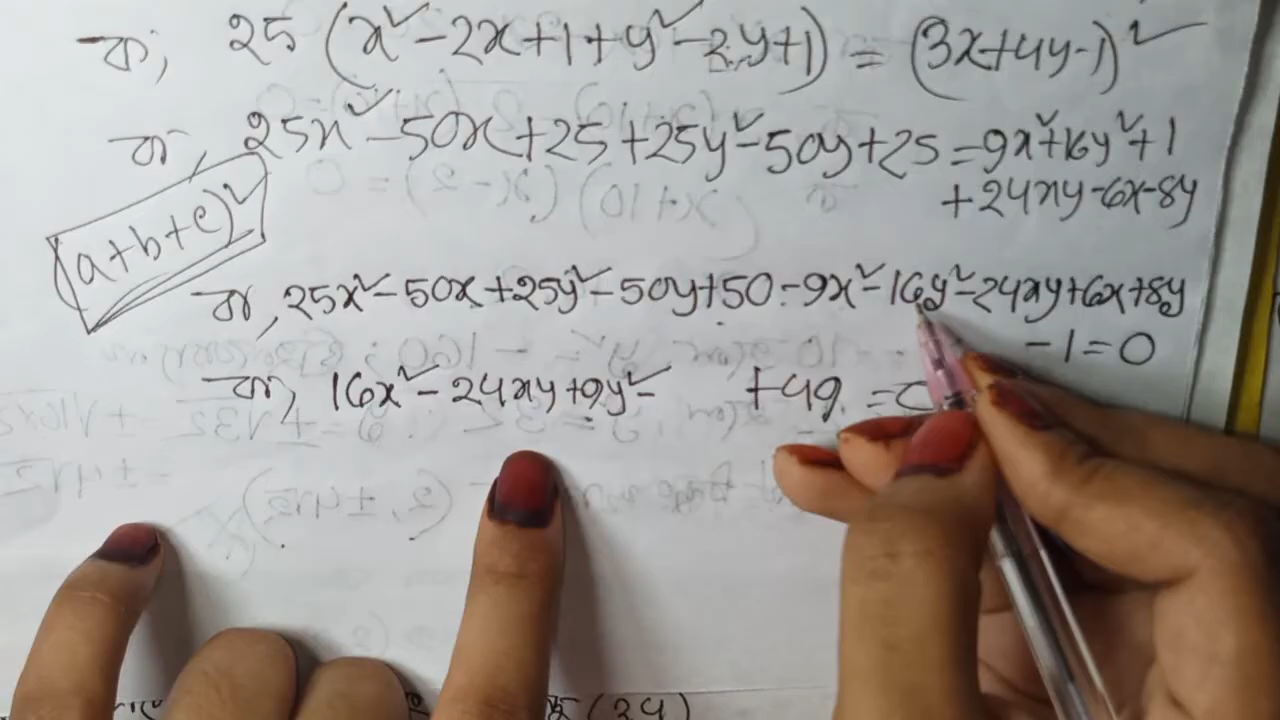 বা, 25 (x²-2x+1+y²-2y+1) = (3x+4y-1)²
বা, 25x²-50x+25+25y²-50y+25=9x²+16y²+1
+24xy-6x-8y
(a+b+c)²
বা, 25x²-50x+25y²-50y+50-9x²-16y²-24xy+6x+8y
-1=0
বা, 16x²-24xy+9y²- +49 =